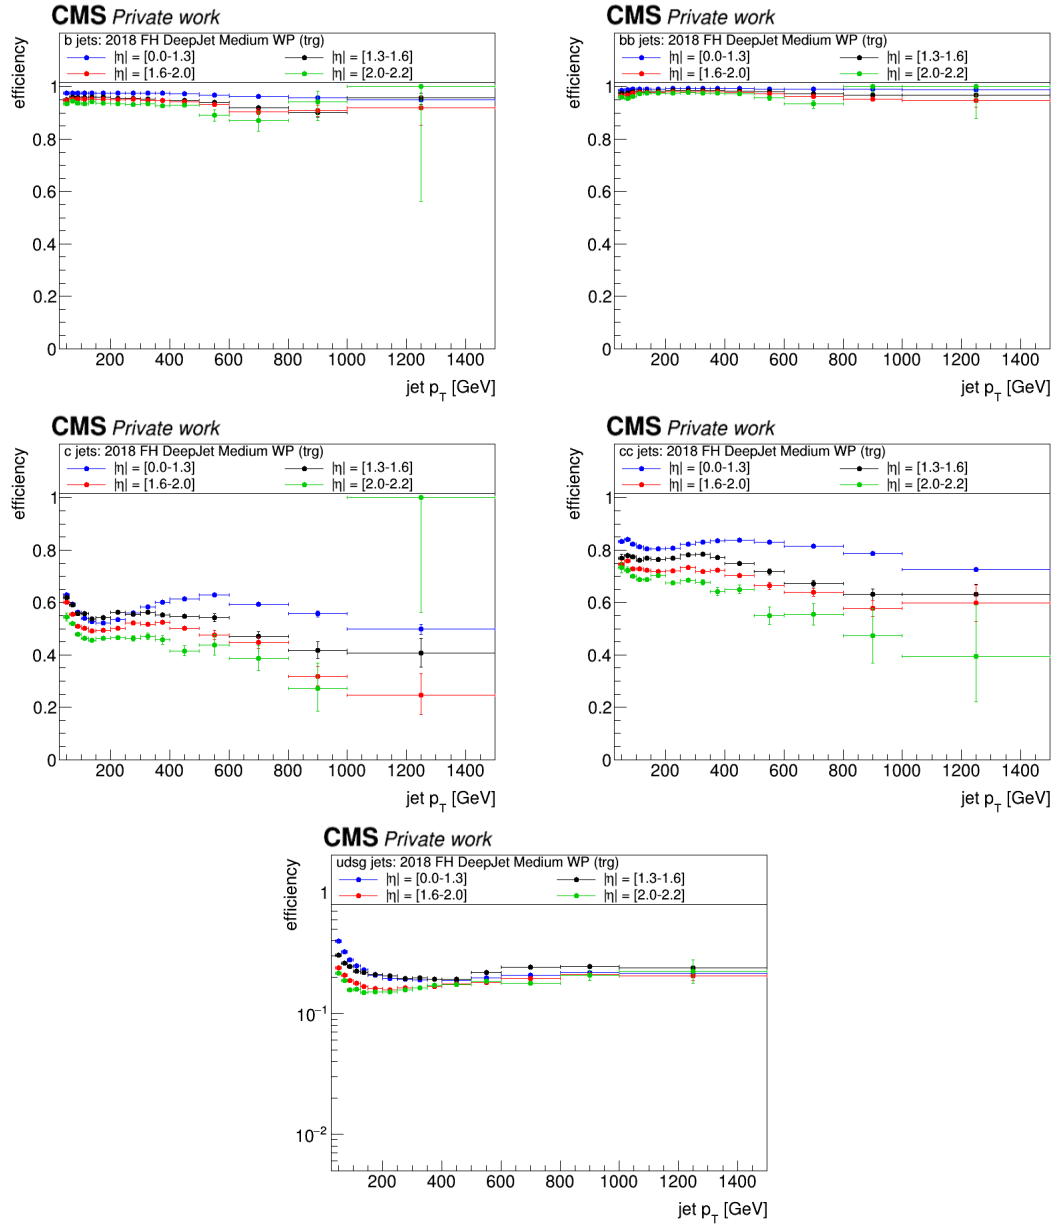 CMS Private work
b jets: 2018 FH DeepJet Medium WP (trg)
|η| = [0.0-1.3] |η| = [1.3-1.6]
|η| = [1.6-2.0] |η| = [2.0-2.2]
efficiency
1
0.8
0.6
0.4
0.2
0
200 400 600 800 1000 1200 1400
jet p_T [GeV]
CMS Private work
bb jets: 2018 FH DeepJet Medium WP (trg)
|η| = [0.0-1.3] |η| = [1.3-1.6]
|η| = [1.6-2.0] |η| = [2.0-2.2]
efficiency
1
0.8
0.6
0.4
0.2
0
200 400 600 800 1000 1200 1400
jet p_T [GeV]
CMS Private work
c jets: 2018 FH DeepJet Medium WP (trg)
|η| = [0.0-1.3] |η| = [1.3-1.6]
|η| = [1.6-2.0] |η| = [2.0-2.2]
efficiency
1
0.8
0.6
0.4
0.2
0
200 400 600 800 1000 1200 1400
jet p_T [GeV]
CMS Private work
cc jets: 2018 FH DeepJet Medium WP (trg)
|η| = [0.0-1.3] |η| = [1.3-1.6]
|η| = [1.6-2.0] |η| = [2.0-2.2]
efficiency
1
0.8
0.6
0.4
0.2
0
200 400 600 800 1000 1200 1400
jet p_T [GeV]
CMS Private work
udsg jets: 2018 FH DeepJet Medium WP (trg)
|η| = [0.0-1.3] |η| = [1.3-1.6]
|η| = [1.6-2.0] |η| = [2.0-2.2]
efficiency
1
10⁻¹
10⁻²
200 400 600 800 1000 1200 1400
jet p_T [GeV]